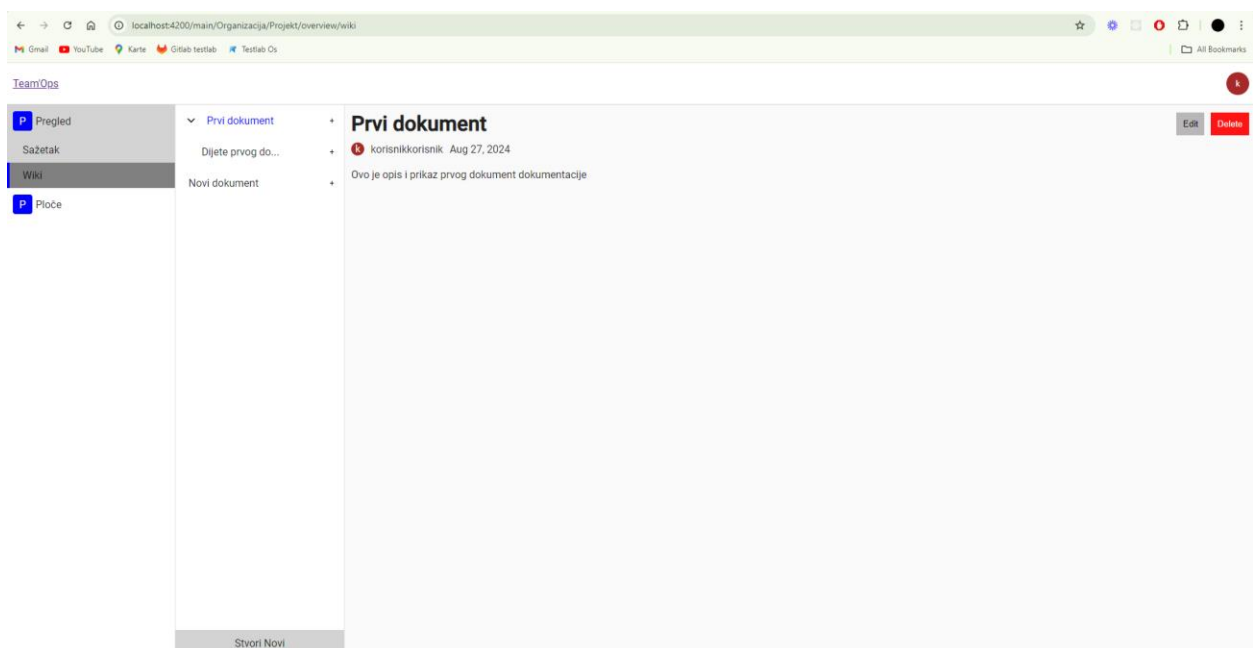 localhost:4200/main/Organizacija/Projekt/overview/wiki
Gmail YouTube Karte Gitlab testlab Testlab Os All Bookmarks
Team'Ops k
P Pregled
Sažetak
Wiki
P Ploče
Prvi dokument +
Dijete prvog do... +
Novi dokument +
Stvori Novi
Prvi dokument Edit Delete
k korisnikkorisnik Aug 27, 2024
Ovo je opis i prikaz prvog dokument dokumentacije